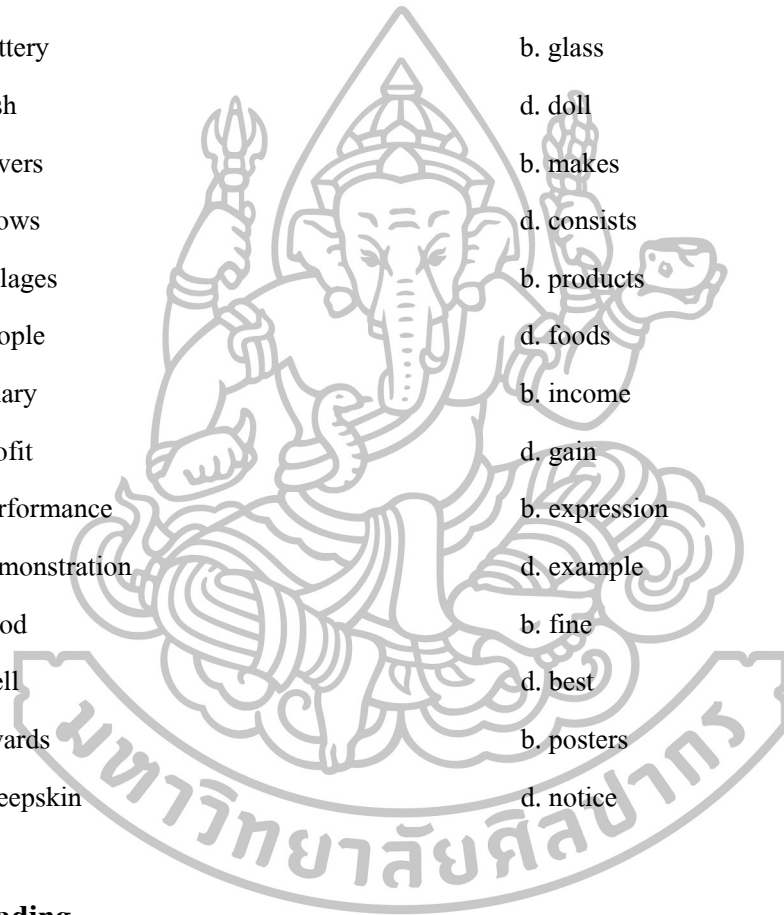 ttery b. glass
sh d. doll
vers b. makes
ows d. consists
llages b. products
ople d. foods
lary b. income
ofit d. gain
rformance b. expression
monstration d. example
od b. fine
ell d. best
vards b. posters
eepskin d. notice
มหาวิทยาลัยศิลปากร
ading